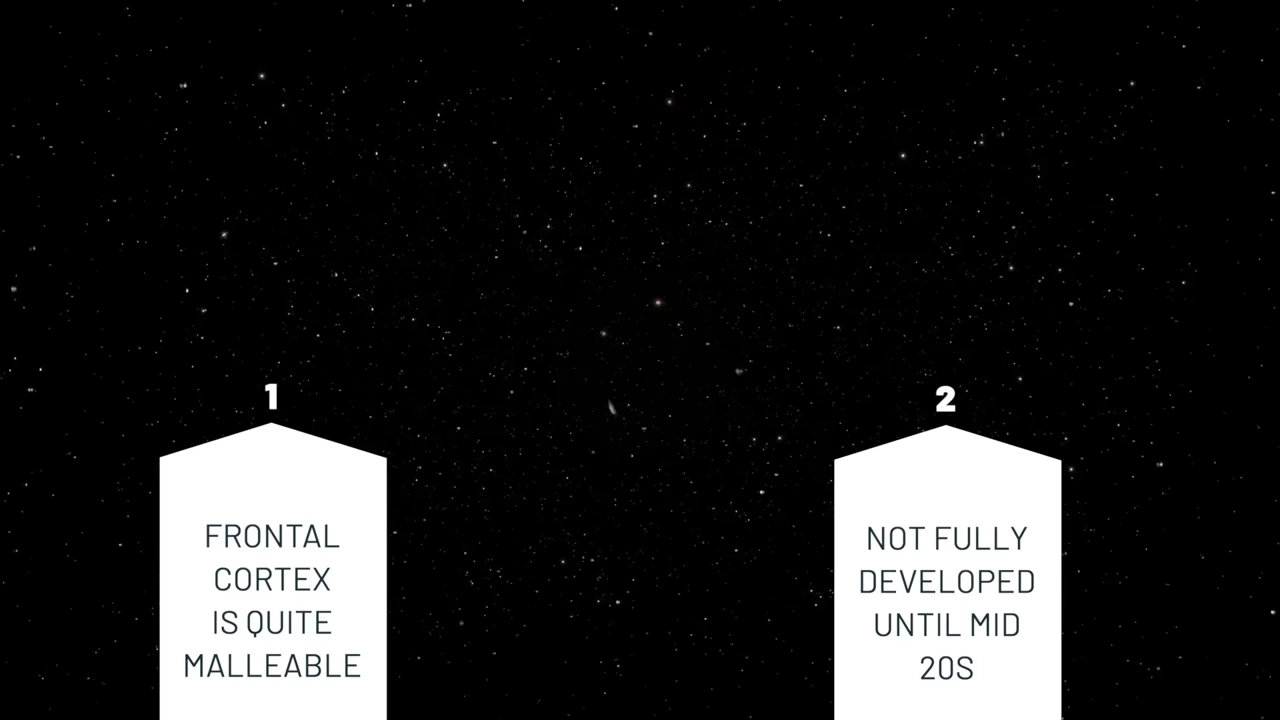 1
FRONTAL
CORTEX
IS QUITE
MALLEABLE
2
NOT FULLY
DEVELOPED
UNTIL MID
20S